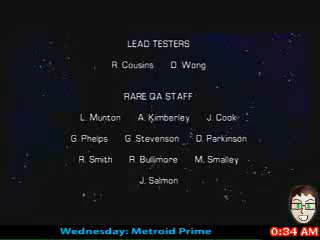 LEAD TESTERS
R. Cousins D. Wong
RARE QA STAFF
L. Munton A. Kimberley J. Cook
G. Phelps G. Stevenson D. Parkinson
R. Smith R. Bullimore M. Smalley
J. Salmon
Wednesday: Metroid Prime
0:34 AM